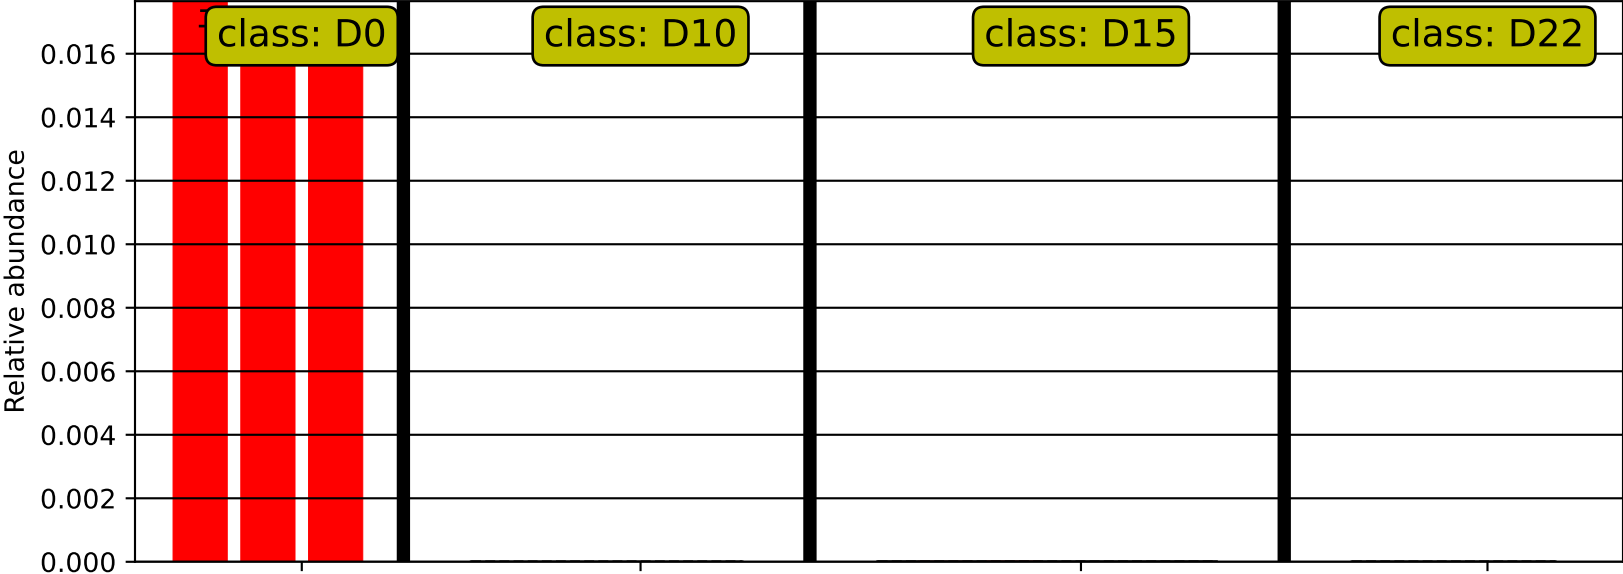 class: D0
class: D10
class: D15
class: D22
0.016
0.014
0.012
0.010
0.008
0.006
0.004
0.002
0.000
Relative abundance